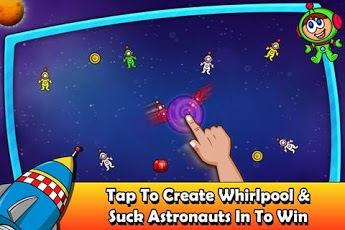 Tap To Create Whirlpool &
Suck Astronauts In To Win